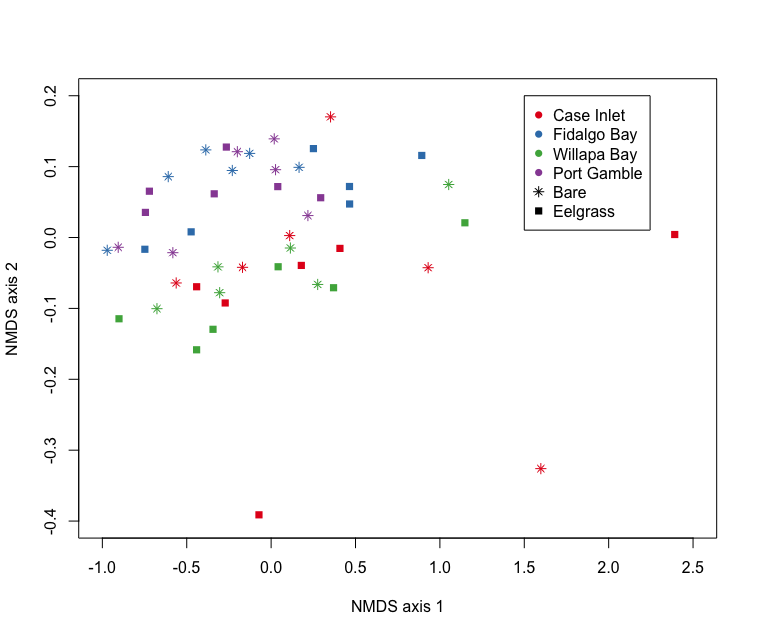 0.2
0.1
0.0
-0.1
-0.2
-0.3
-0.4
NMDS axis 2
Case Inlet
Fidalgo Bay
Willapa Bay
Port Gamble
Bare
Eelgrass
-1.0 -0.5 0.0 0.5 1.0 1.5 2.0 2.5
NMDS axis 1